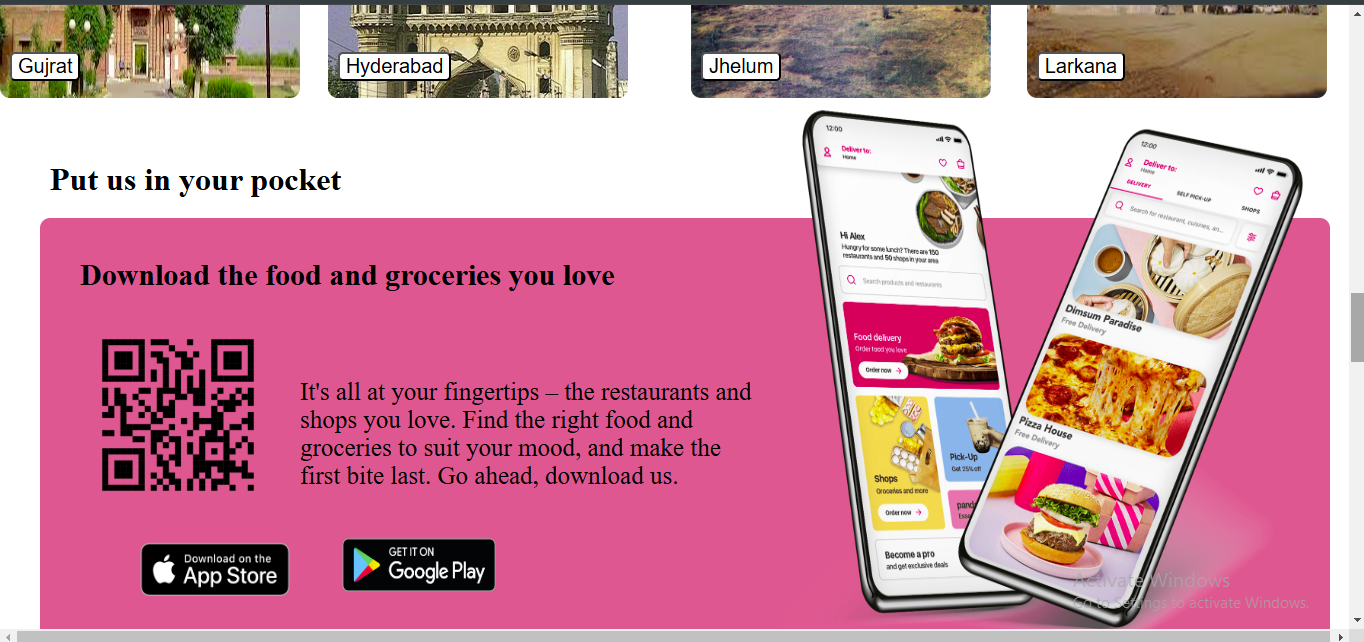 Gujrat
Hyderabad
Jhelum
Larkana
Put us in your pocket
Download the food and groceries you love
It's all at your fingertips – the restaurants and
shops you love. Find the right food and
groceries to suit your mood, and make the
first bite last. Go ahead, download us.
Download on the
App Store
GET IT ON
Google Play
12:00
Deliver to:
Home
Hi Alex
Hungry for some lunch? There are 150
restaurants and 50 shops in your area
Search products and restaurants
Food delivery
Order food you love
Order now
Shops
Groceries and more
Order now
Pick-Up
Get 25% off
panda
Become a pro
and get exclusive deals
12:00
Deliver to:
Home
DELIVERY
SELF PICK-UP
SHOPS
Search for restaurant, cuisines, an...
Dimsum Paradise
Free Delivery
Pizza House
Free Delivery
Activate Windows
Go to Settings to activate Windows.